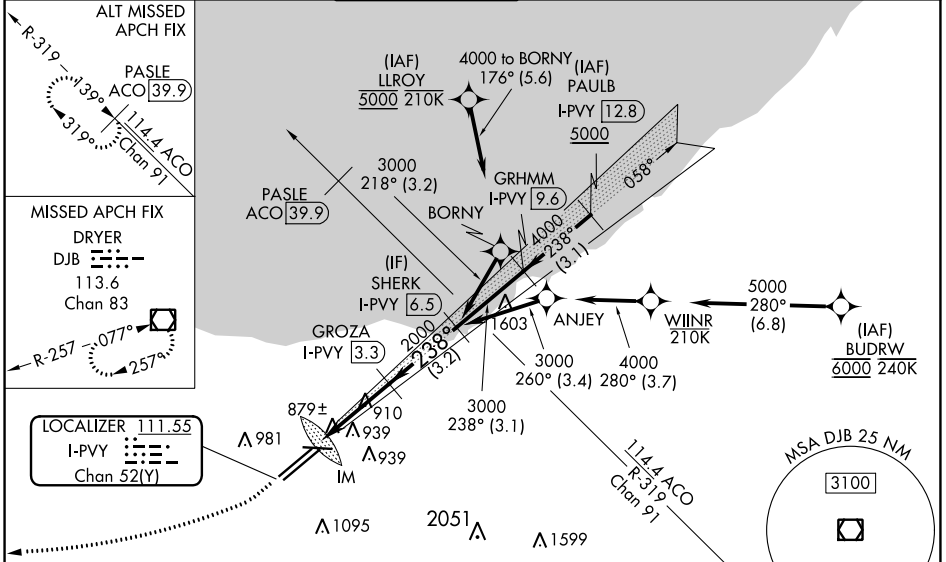 ALT MISSED
APCH FIX
R-319
139°
319°
PASLE
ACO 39.9
114.4 ACO
Chan 91
MISSED APCH FIX
DRYER
DJB
113.6
Chan 83
R-257
077°
257°
LOCALIZER 111.55
I-PVY
Chan 52(Y)
(IAF)
LLROY
5000 210K
4000 to BORNY
176° (5.6)
(IAF)
PAULB
I-PVY 12.8
5000
058°
3000
218° (3.2)
PASLE
ACO 39.9
GRHMM
I-PVY 9.6
BORNY
4000
238°
(3.1)
(IF)
SHERK
I-PVY 6.5
1603
ANJEY
WIINR
210K
5000
280°
(6.8)
(IAF)
BUDRW
6000 240K
GROZA
I-PVY 3.3
2000
238°
(3.2)
3000
260° (3.4)
4000
280° (3.7)
3000
238° (3.1)
879±
910
939
939
981
IM
1095
2051
1599
114.4 ACO
R-319
Chan 91
MSA DJB 25 NM
3100